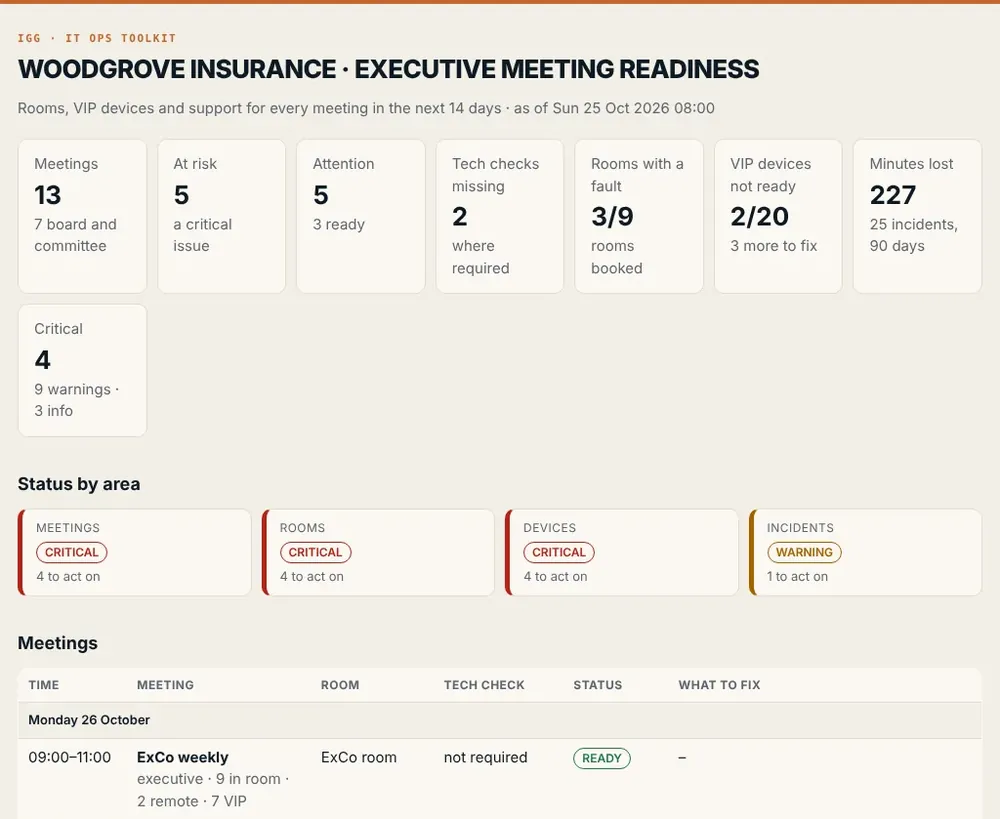 IGG · IT OPS TOOLKIT
WOODGROVE INSURANCE · EXECUTIVE MEETING READINESS
Rooms, VIP devices and support for every meeting in the next 14 days · as of Sun 25 Oct 2026 08:00
Meetings
13
7 board and
committee
At risk
5
a critical
issue
Attention
5
3 ready
Tech checks
missing
2
where
required
Rooms with a
fault
3/9
rooms
booked
VIP devices
not ready
2/20
3 more to fix
Minutes lost
227
25 incidents,
90 days
Critical
4
9 warnings ·
3 info
Status by area
MEETINGS
CRITICAL
4 to act on
ROOMS
CRITICAL
4 to act on
DEVICES
CRITICAL
4 to act on
INCIDENTS
WARNING
1 to act on
Meetings
TIME MEETING ROOM TECH CHECK STATUS WHAT TO FIX
Monday 26 October
09:00–11:00 ExCo weekly ExCo room not required READY –
executive · 9 in room ·
2 remote · 7 VIP